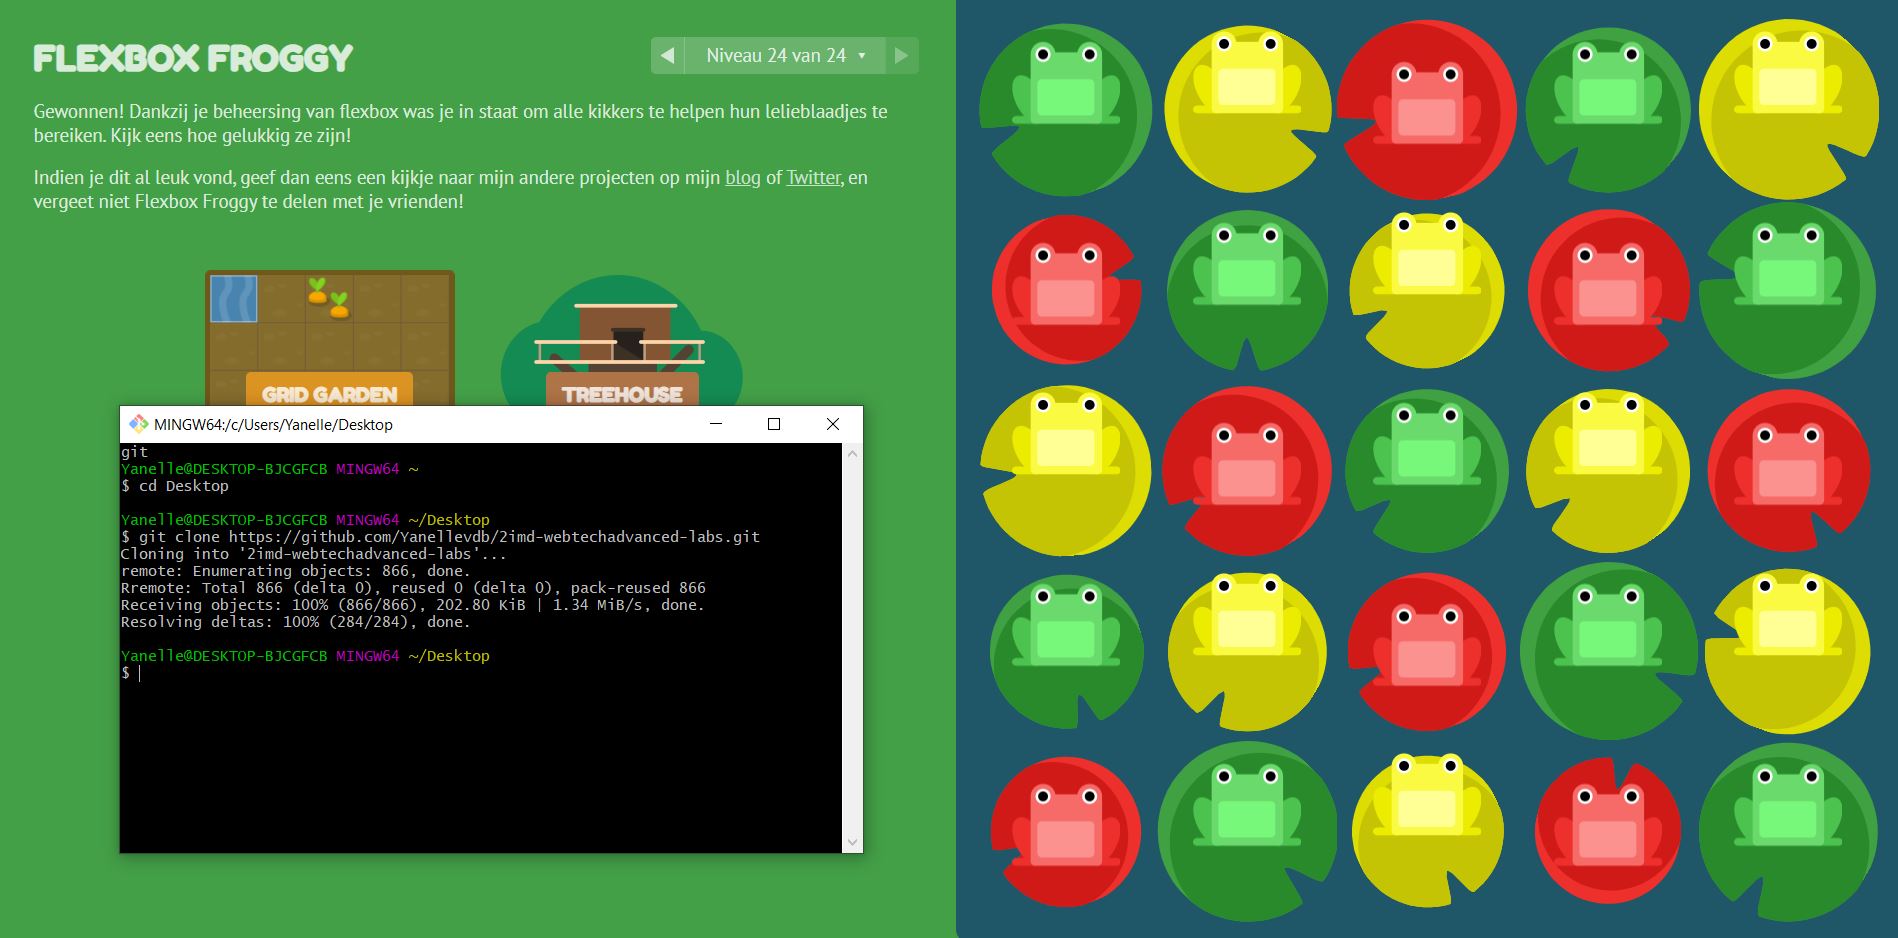 FLEXBOX FROGGY
Niveau 24 van 24
Gewonnen! Dankzij je beheersing van flexbox was je in staat om alle kikkers te helpen hun lelieblaadjes te
bereiken. Kijk eens hoe gelukkig ze zijn!
Indien je dit al leuk vond, geef dan eens een kijkje naar mijn andere projecten op mijn blog of Twitter, en
vergeet niet Flexbox Froggy te delen met je vrienden!
GRID GARDEN
TREEHOUSE
MINGW64:/c/Users/Yanelle/Desktop
git
Yanelle@DESKTOP-BJCGFCB MINGW64 ~
$ cd Desktop
Yanelle@DESKTOP-BJCGFCB MINGW64 ~/Desktop
$ git clone https://github.com/Yanellevdb/2imd-webtechadvanced-labs.git
Cloning into '2imd-webtechadvanced-labs'...
remote: Enumerating objects: 866, done.
Rremote: Total 866 (delta 0), reused 0 (delta 0), pack-reused 866
Receiving objects: 100% (866/866), 202.80 KiB | 1.34 MiB/s, done.
Resolving deltas: 100% (284/284), done.
Yanelle@DESKTOP-BJCGFCB MINGW64 ~/Desktop
$